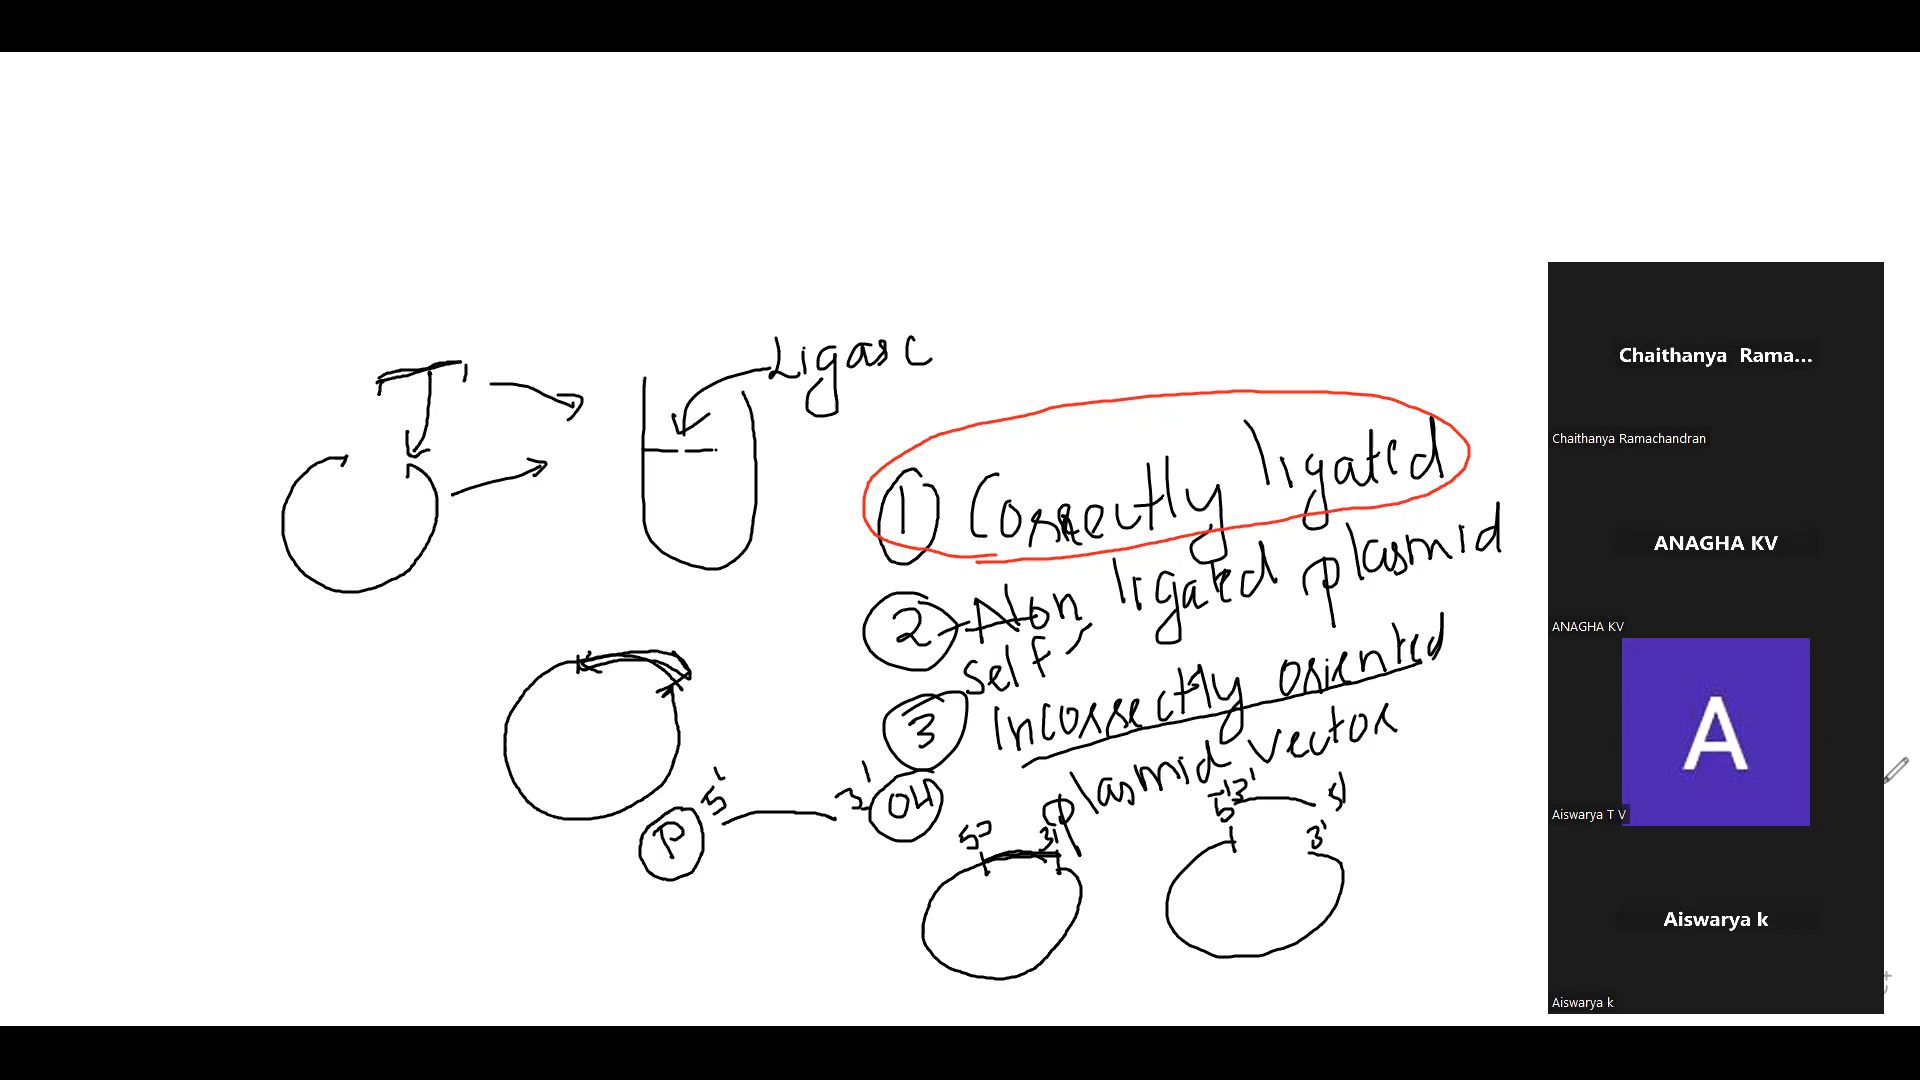 Ligase
① Correctly ligated
② Non ligated plasmid
self
③ Incorrectly oriented
plasmid vector
P 5' 3' OH
5' 3'
5' 3' 5'
3'
Chaithanya Rama...
Chaithanya Ramachandran
ANAGHA KV
ANAGHA KV
A
Aiswarya T V
Aiswarya k
Aiswarya k